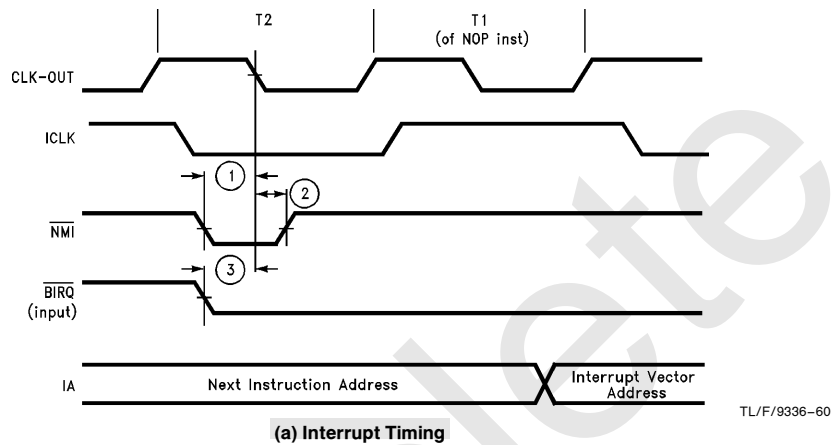 T2
T1
(of NOP inst)
CLK-OUT
ICLK
1
2
NMI
3
BIRQ
(input)
IA
Next Instruction Address
Interrupt Vector
Address
TL/F/9336-60
(a) Interrupt Timing
lete